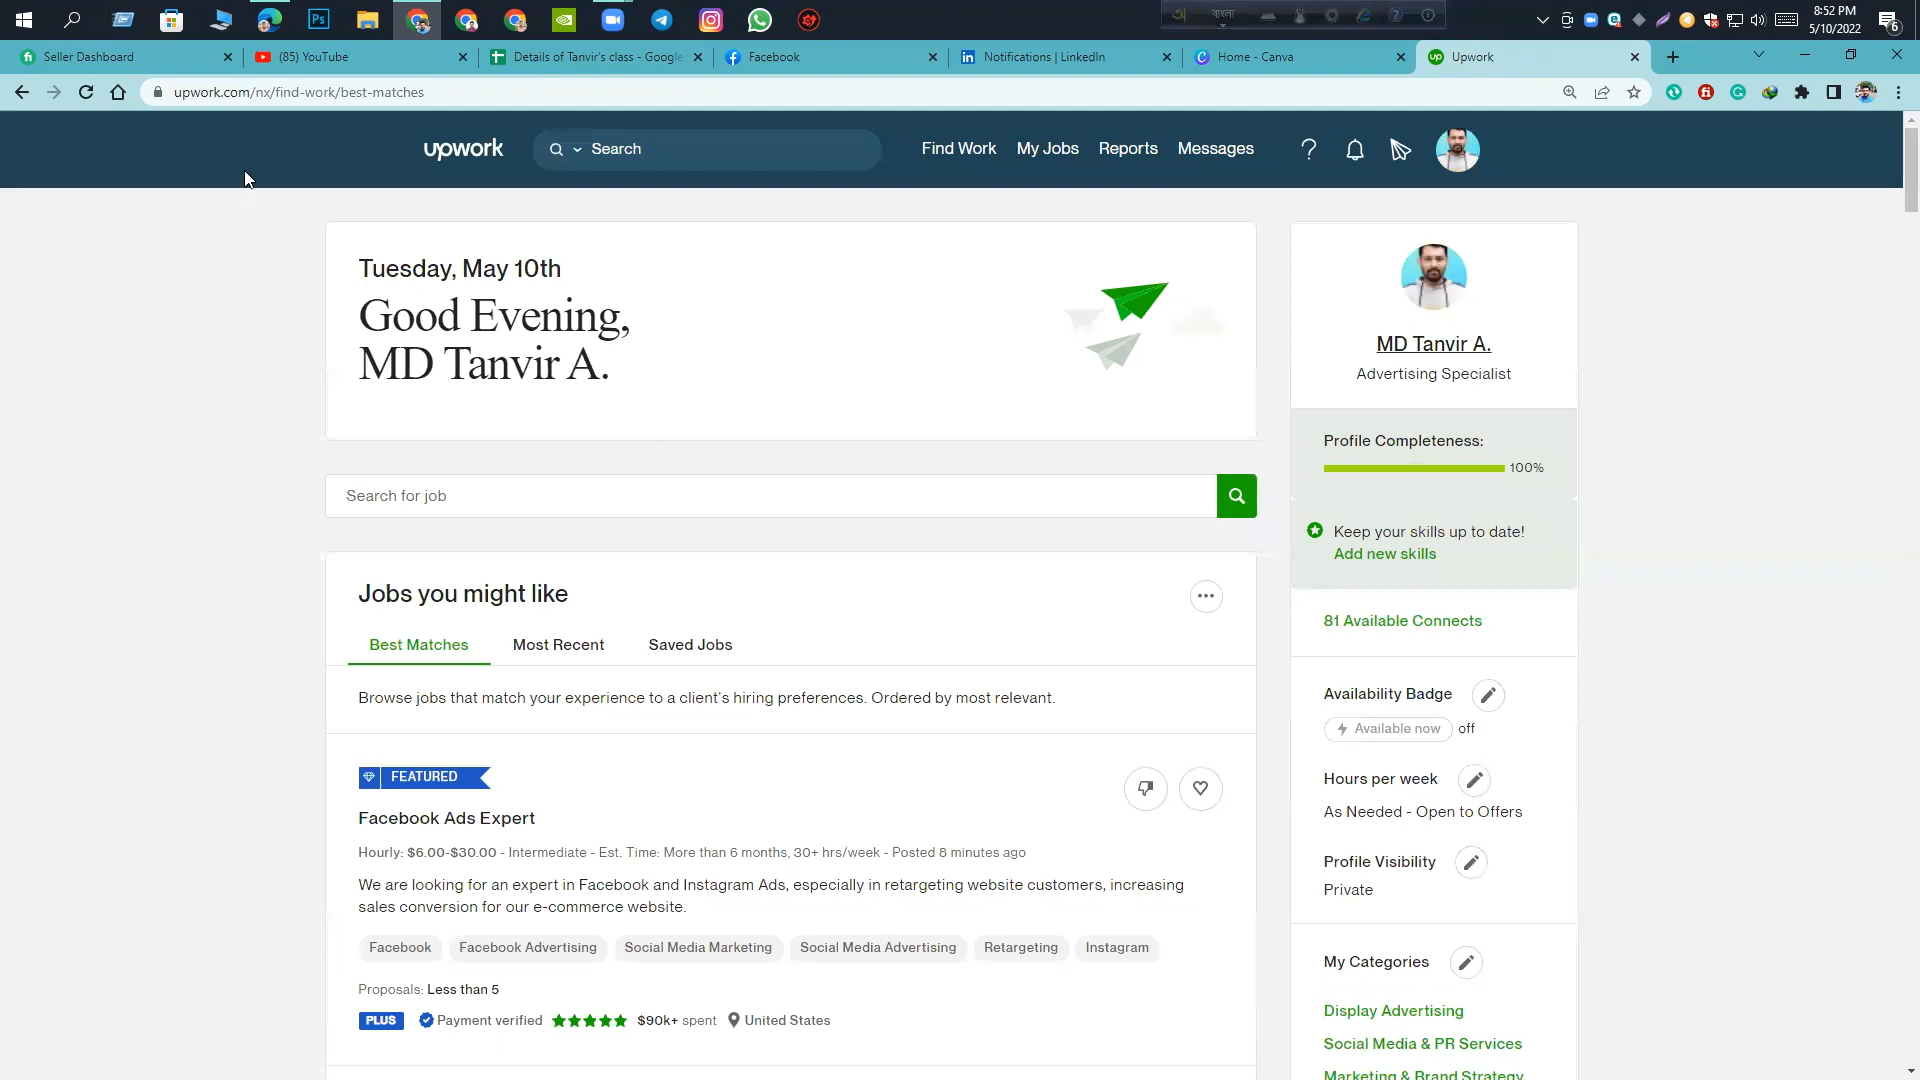 Ps
বাংলা
8:52 PM
5/10/2022
6
Seller Dashboard
(85) YouTube
Details of Tanvir's class - Google
Facebook
Notifications | LinkedIn
Home - Canva
Upwork
upwork.com/nx/find-work/best-matches
upwork
Search
Find Work
My Jobs
Reports
Messages
Tuesday, May 10th
Good Evening,
MD Tanvir A.
MD Tanvir A.
Advertising Specialist
Profile Completeness:
100%
Search for job
Keep your skills up to date!
Add new skills
Jobs you might like
81 Available Connects
Best Matches
Most Recent
Saved Jobs
Browse jobs that match your experience to a client's hiring preferences. Ordered by most relevant.
Availability Badge
Available now off
FEATURED
Hours per week
As Needed - Open to Offers
Facebook Ads Expert
Hourly: $6.00-$30.00 - Intermediate - Est. Time: More than 6 months, 30+ hrs/week - Posted 8 minutes ago
Profile Visibility
Private
We are looking for an expert in Facebook and Instagram Ads, especially in retargeting website customers, increasing
sales conversion for our e-commerce website.
Facebook
Facebook Advertising
Social Media Marketing
Social Media Advertising
Retargeting
Instagram
My Categories
Proposals: Less than 5
Display Advertising
PLUS Payment verified $90k+ spent United States
Social Media & PR Services
Marketing & Brand Strategy